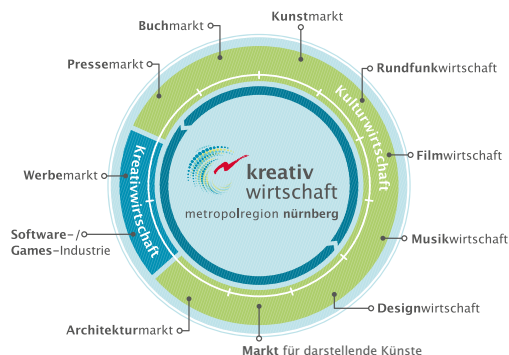 Kunstmarkt
Buchmarkt
Pressemarkt
Rundfunkwirtschaft
Kulturwirtschaft
Filmwirtschaft
Kreativwirtschaft
Werbemarkt
kreativ
wirtschaft
metropolregion nürnberg
Software-/
Games-Industrie
Musikwirtschaft
Designwirtschaft
Architekturmarkt
Markt für darstellende Künste